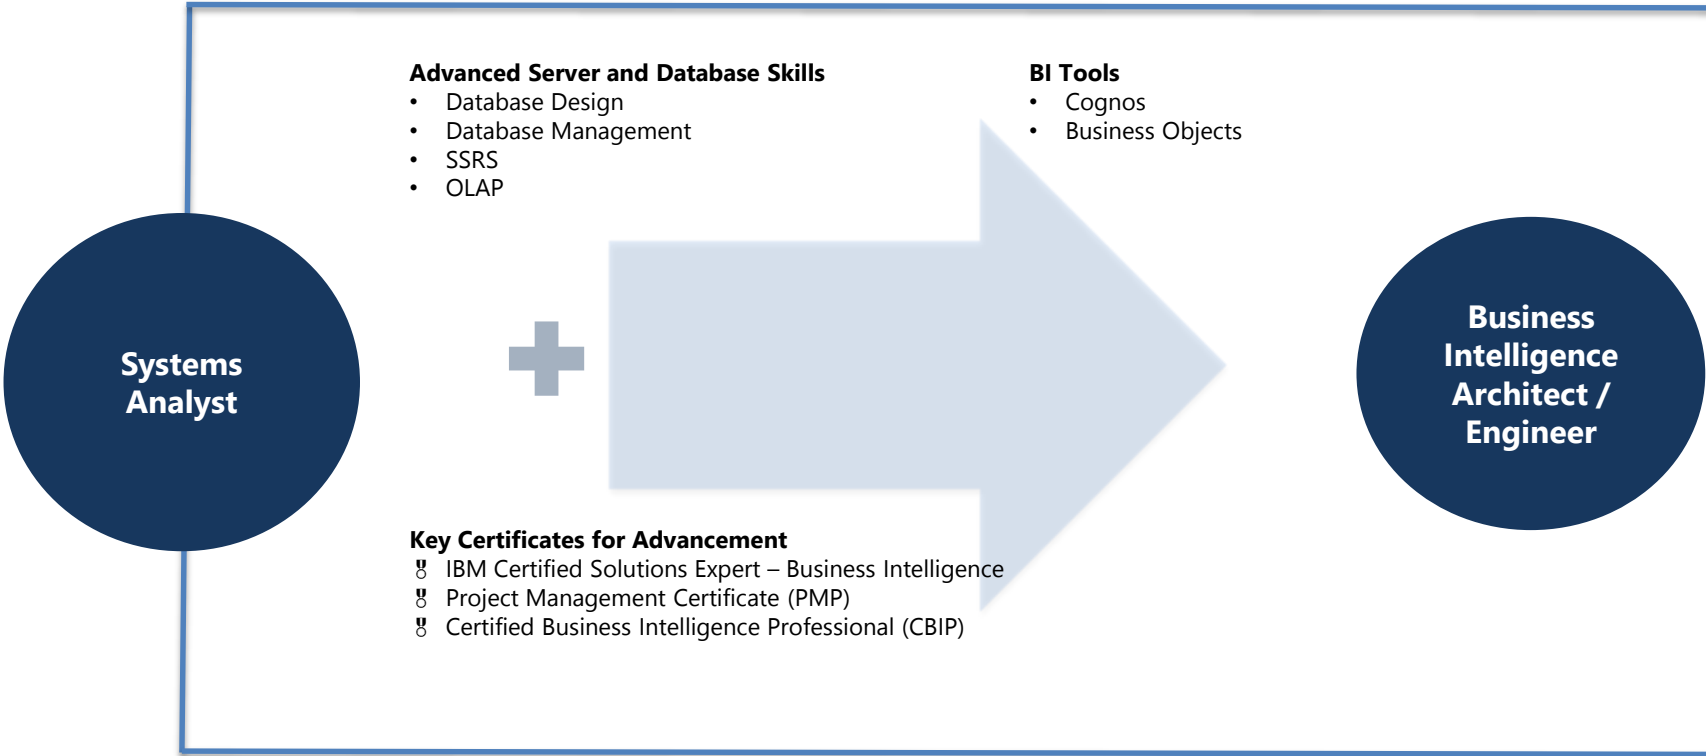 Advanced Server and Database Skills
• Database Design
• Database Management
• SSRS
• OLAP
BI Tools
• Cognos
• Business Objects
Systems
Analyst
Business
Intelligence
Architect /
Engineer
Key Certificates for Advancement
IBM Certified Solutions Expert – Business Intelligence
Project Management Certificate (PMP)
Certified Business Intelligence Professional (CBIP)